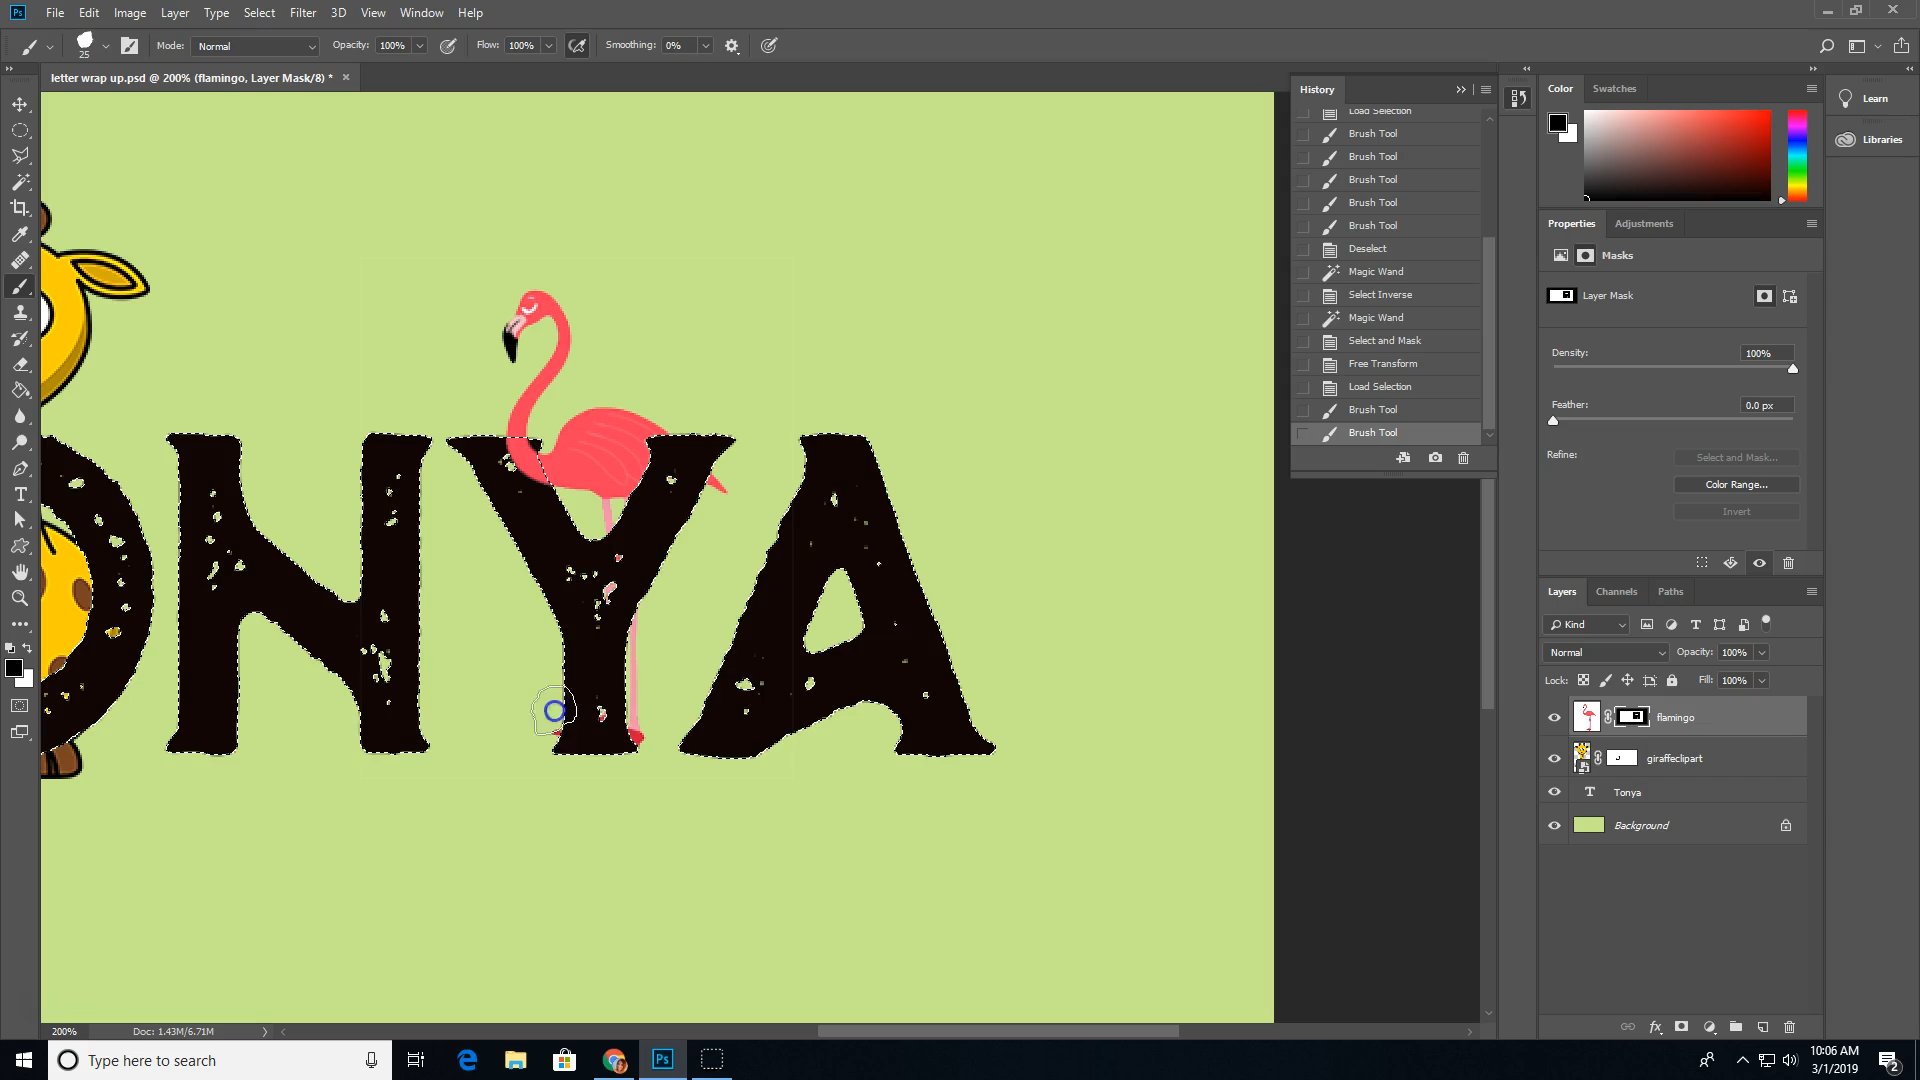 Ps File Edit Image Layer Type Select Filter 3D View Window Help
25 Mode: Normal Opacity: 100% Flow: 100% Smoothing: 0%
letter wrap up.psd @ 200% (flamingo, Layer Mask/8) * ×
History
Load Selection
Brush Tool
Brush Tool
Brush Tool
Brush Tool
Brush Tool
Deselect
Magic Wand
Select Inverse
Magic Wand
Select and Mask
Free Transform
Load Selection
Brush Tool
Brush Tool
Color Swatches
Learn
Libraries
Properties Adjustments
Masks
Layer Mask
Density: 100%
Feather: 0.0 px
Refine: Select and Mask...
Color Range...
Invert
Layers Channels Paths
Kind
Normal Opacity: 100%
Lock: Fill: 100%
flamingo
giraffeclipart
T Tonya
Background
fx
ONYA
200% Doc: 1.43M/6.71M
Type here to search
Ps
10:06 AM
3/1/2019
2